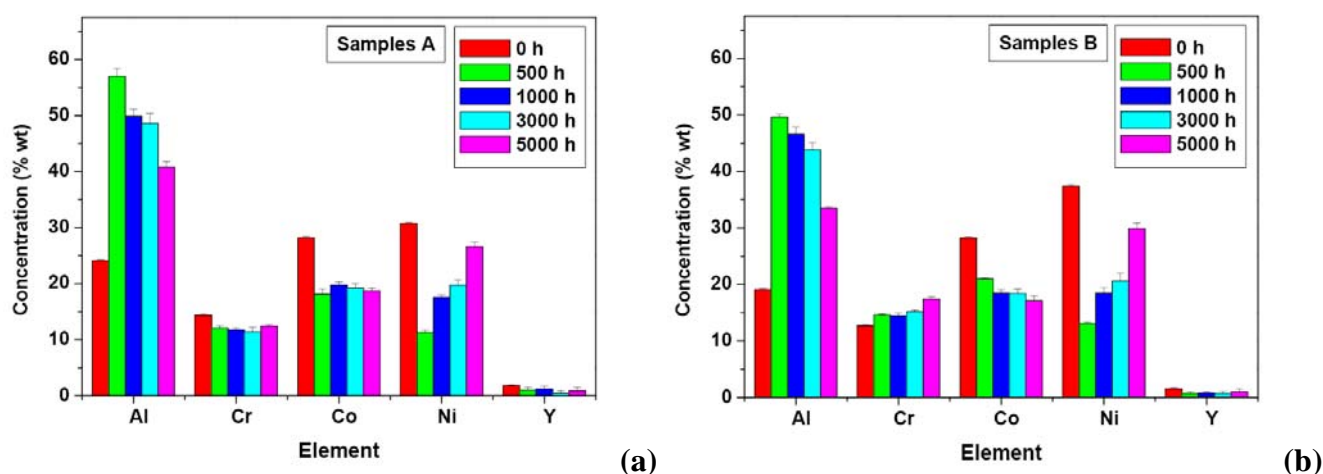 Samples A
0 h
500 h
1000 h
3000 h
5000 h
60
50
40
30
20
10
0
Concentration (% wt)
Al Cr Co Ni Y
Element
(a)
Samples B
0 h
500 h
1000 h
3000 h
5000 h
60
50
40
30
20
10
0
Concentration (% wt)
Al Cr Co Ni Y
Element
(b)